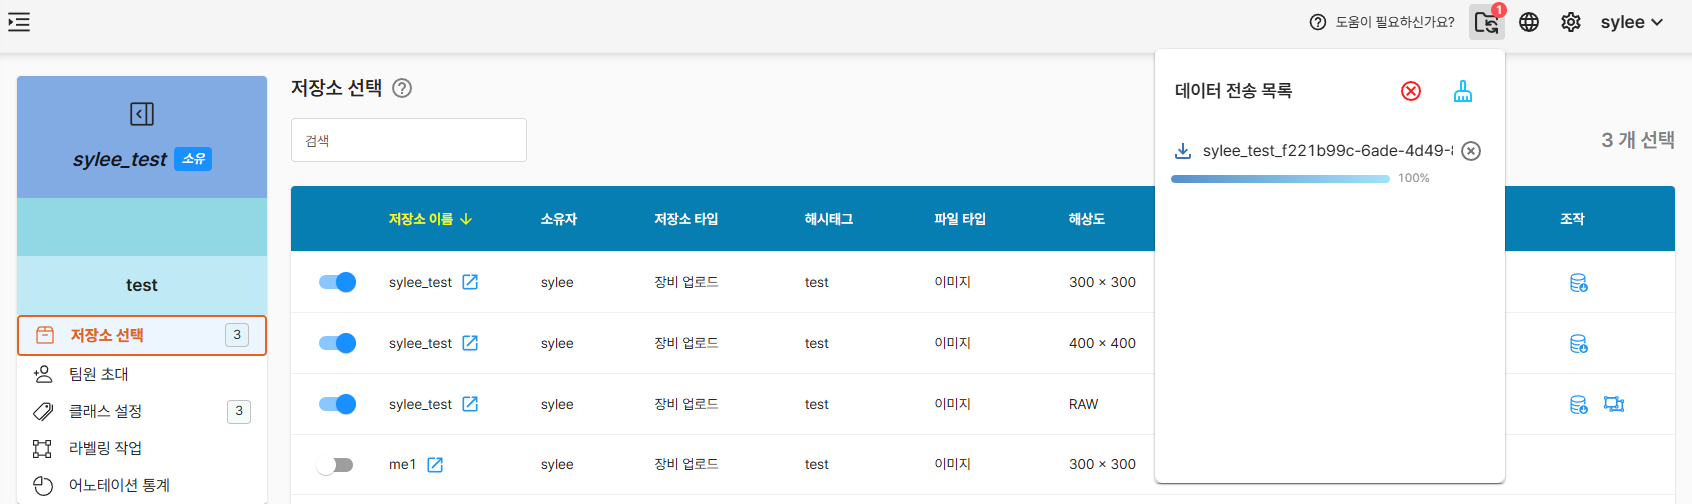 도움이 필요하신가요?
1
sylee
sylee_test 소유
test
저장소 선택 3
팀원 초대
클래스 설정 3
라벨링 작업
어노테이션 통계
저장소 선택
검색
3 개 선택
저장소 이름 소유자 저장소 타입 해시태그 파일 타입 해상도 조작
sylee_test sylee 장비 업로드 test 이미지 300 × 300
sylee_test sylee 장비 업로드 test 이미지 400 × 400
sylee_test sylee 장비 업로드 test 이미지 RAW
me1 sylee 장비 업로드 test 이미지 300 × 300
데이터 전송 목록
sylee_test_f221b99c-6ade-4d49-
100%